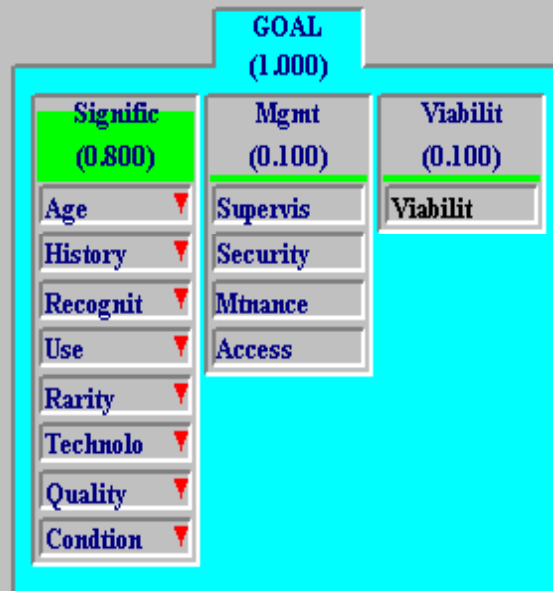 GOAL
(1.000)
Signific
(0.800)
Age
History
Recognit
Use
Rarity
Technolo
Quality
Condtion
Mgmt
(0.100)
Supervis
Security
Mtnance
Access
Viabilit
(0.100)
Viabilit